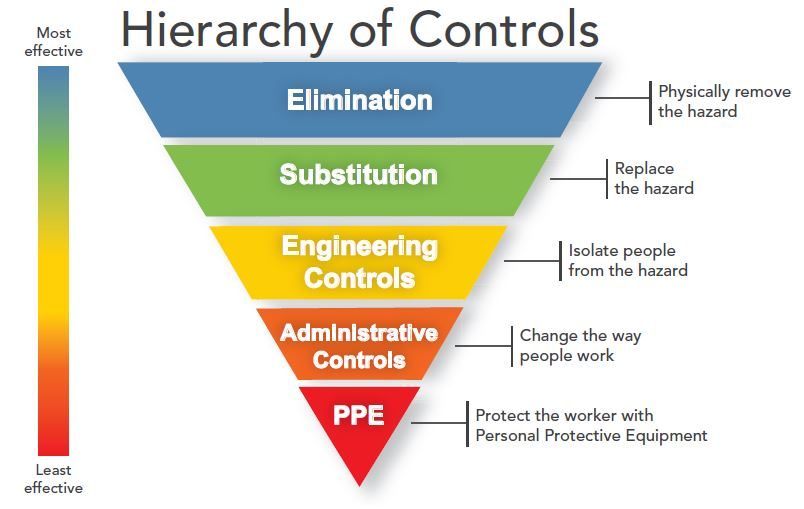 Hierarchy of Controls
Most
effective
Elimination
Physically remove
the hazard
Substitution
Replace
the hazard
Engineering
Controls
Isolate people
from the hazard
Administrative
Controls
Change the way
people work
PPE
Protect the worker with
Personal Protective Equipment
Least
effective